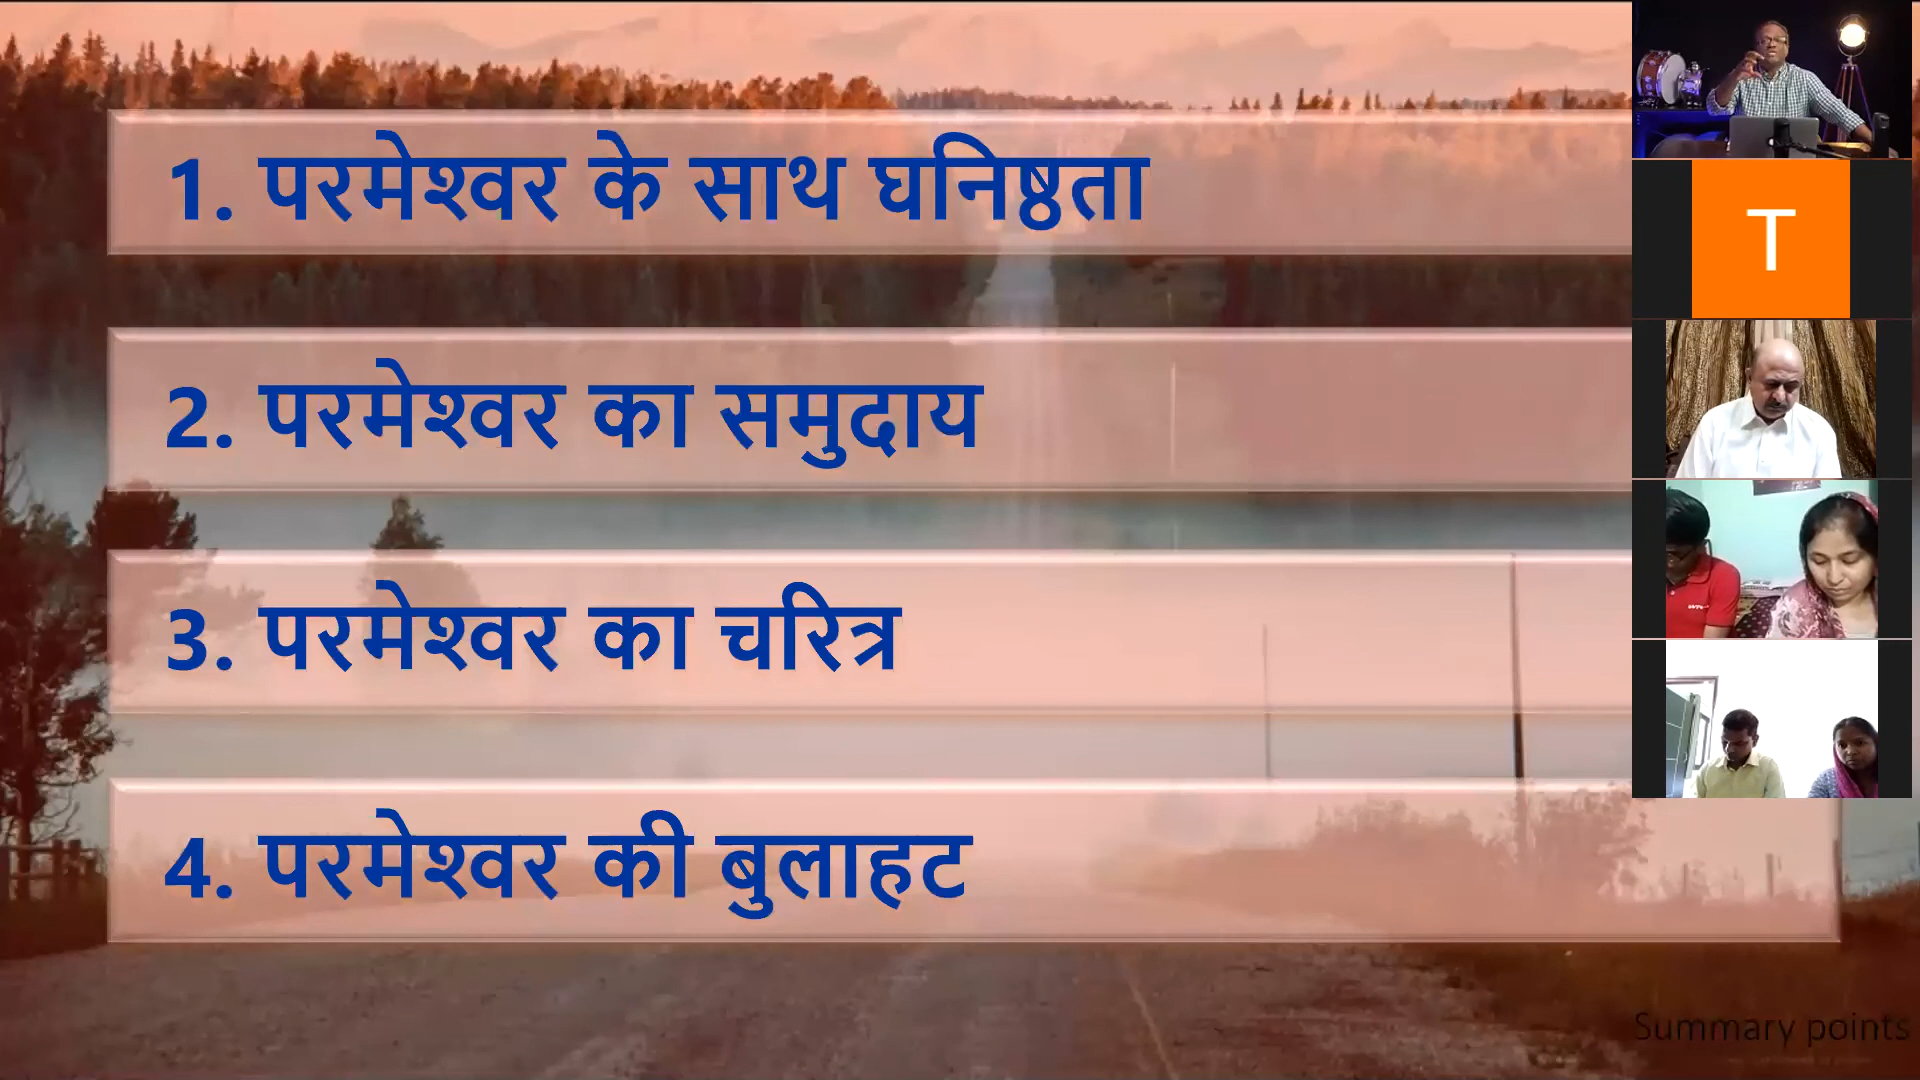 1. परमेश्वर के साथ घनिष्ठता
2. परमेश्वर का समुदाय
3. परमेश्वर का चरित्र
4. परमेश्वर की बुलाहट
T
Summary points